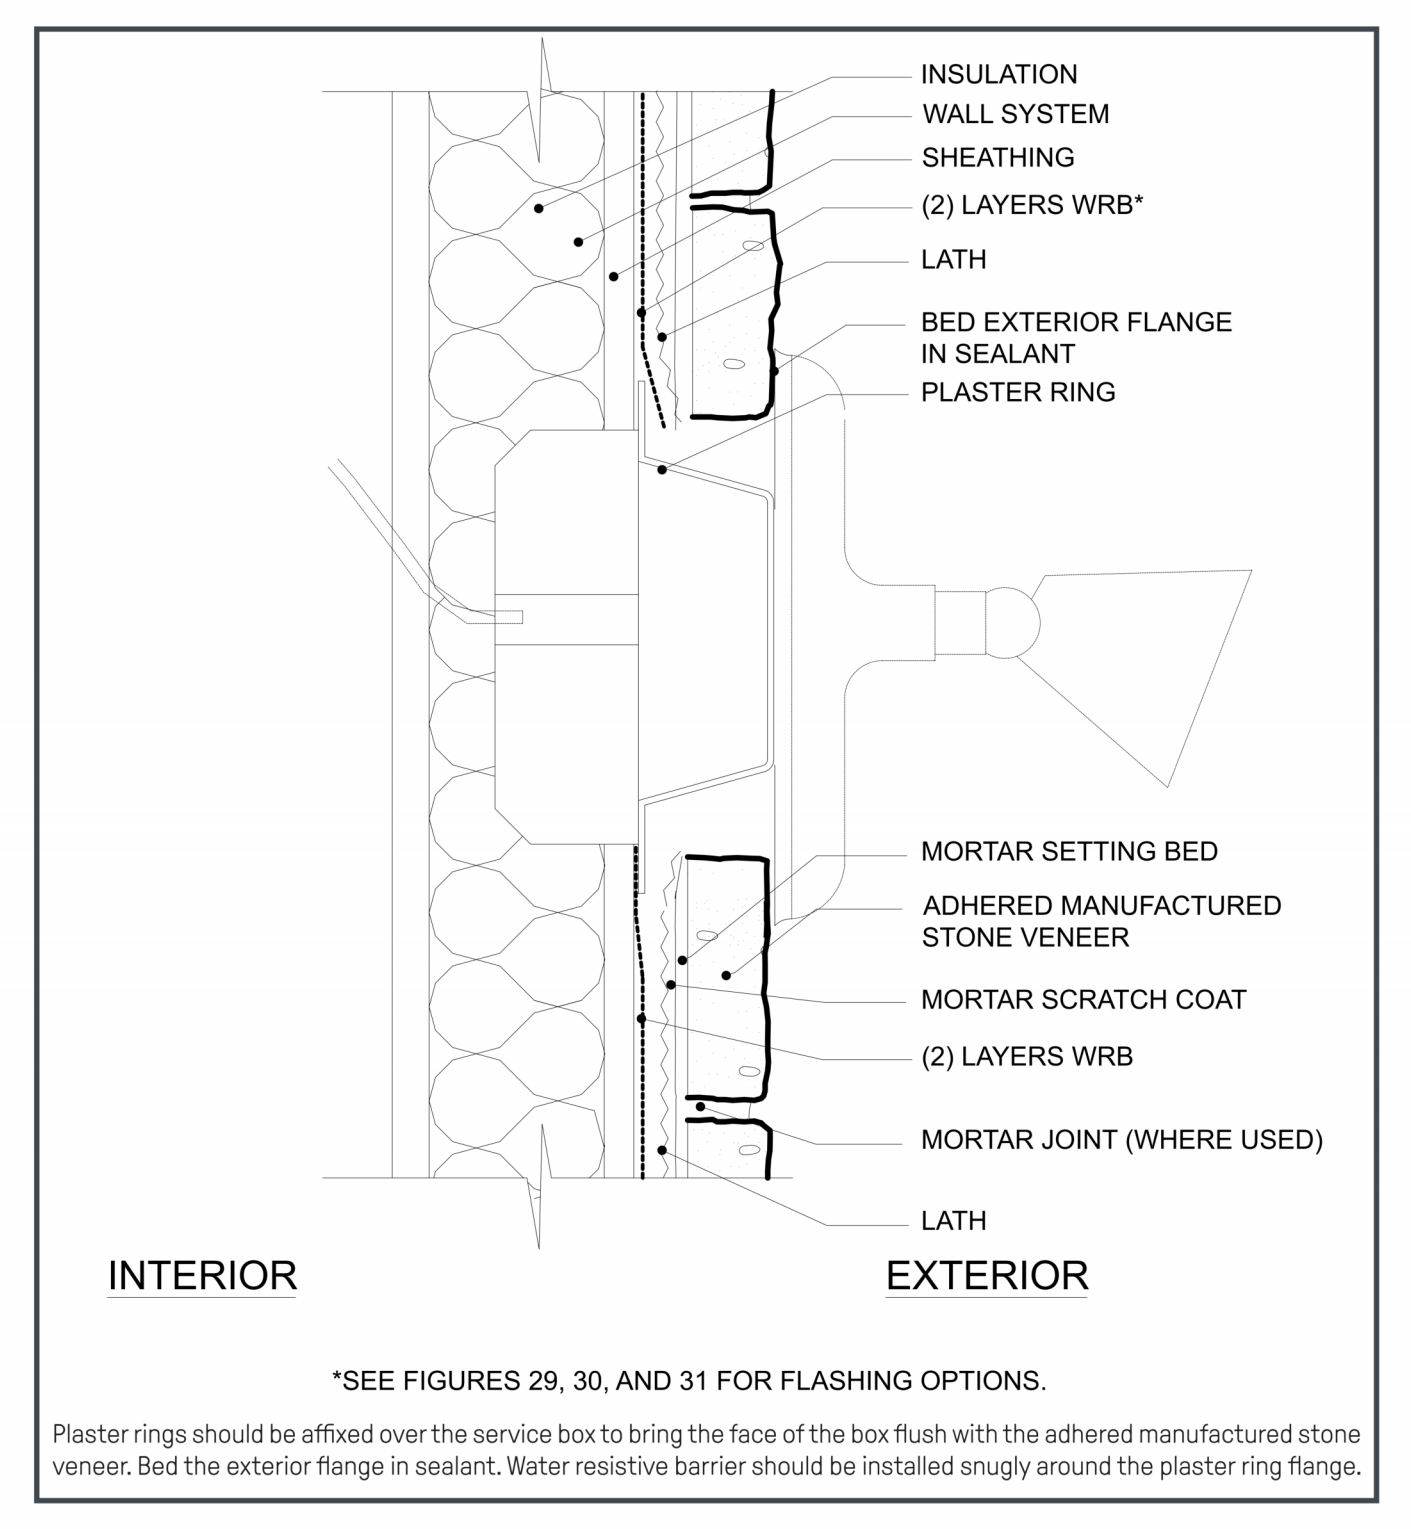 INSULATION
WALL SYSTEM
SHEATHING
(2) LAYERS WRB*
LATH
BED EXTERIOR FLANGE
IN SEALANT
PLASTER RING
MORTAR SETTING BED
ADHERED MANUFACTURED
STONE VENEER
MORTAR SCRATCH COAT
(2) LAYERS WRB
MORTAR JOINT (WHERE USED)
LATH
INTERIOR
EXTERIOR
*SEE FIGURES 29, 30, AND 31 FOR FLASHING OPTIONS.
Plaster rings should be affixed over the service box to bring the face of the box flush with the adhered manufactured stone
veneer. Bed the exterior flange in sealant. Water resistive barrier should be installed snugly around the plaster ring flange.